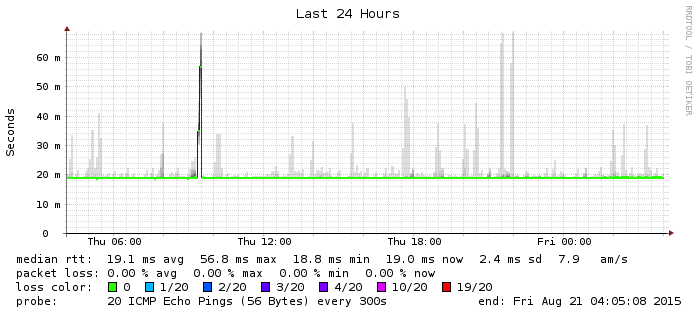 Last 24 Hours
RRDTOOL / TOBI OETIKER
Seconds
60 m
50 m
40 m
30 m
20 m
10 m
0
Thu 06:00 Thu 12:00 Thu 18:00 Fri 00:00
median rtt: 19.1 ms avg 56.8 ms max 18.8 ms min 19.0 ms now 2.4 ms sd 7.9 am/s
packet loss: 0.00 % avg 0.00 % max 0.00 % min 0.00 % now
loss color: 0 1/20 2/20 3/20 4/20 10/20 19/20
probe: 20 ICMP Echo Pings (56 Bytes) every 300s end: Fri Aug 21 04:05:08 2015